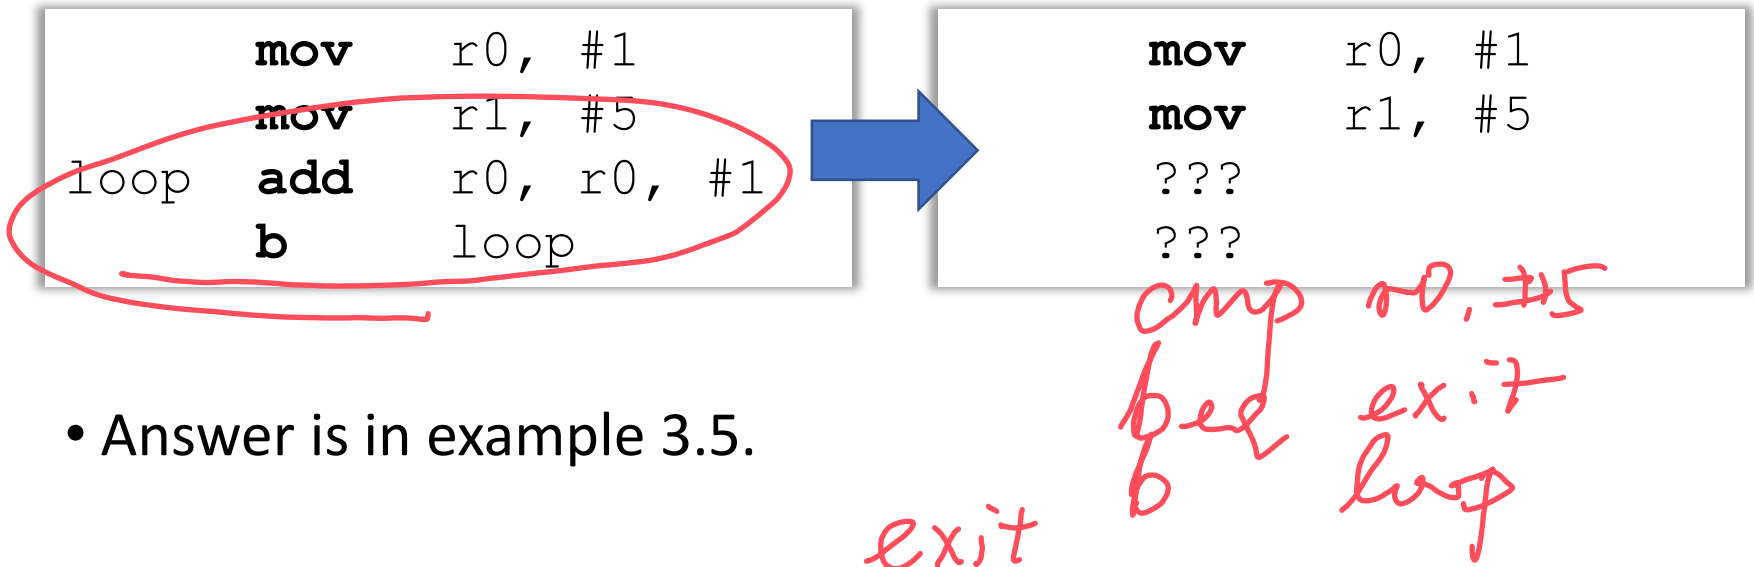 mov r0, #1
mov r1, #5
loop add r0, r0, #1
b loop
mov r0, #1
mov r1, #5
???
???
cmp r0, #5
beq exit
b loop
exit
• Answer is in example 3.5.